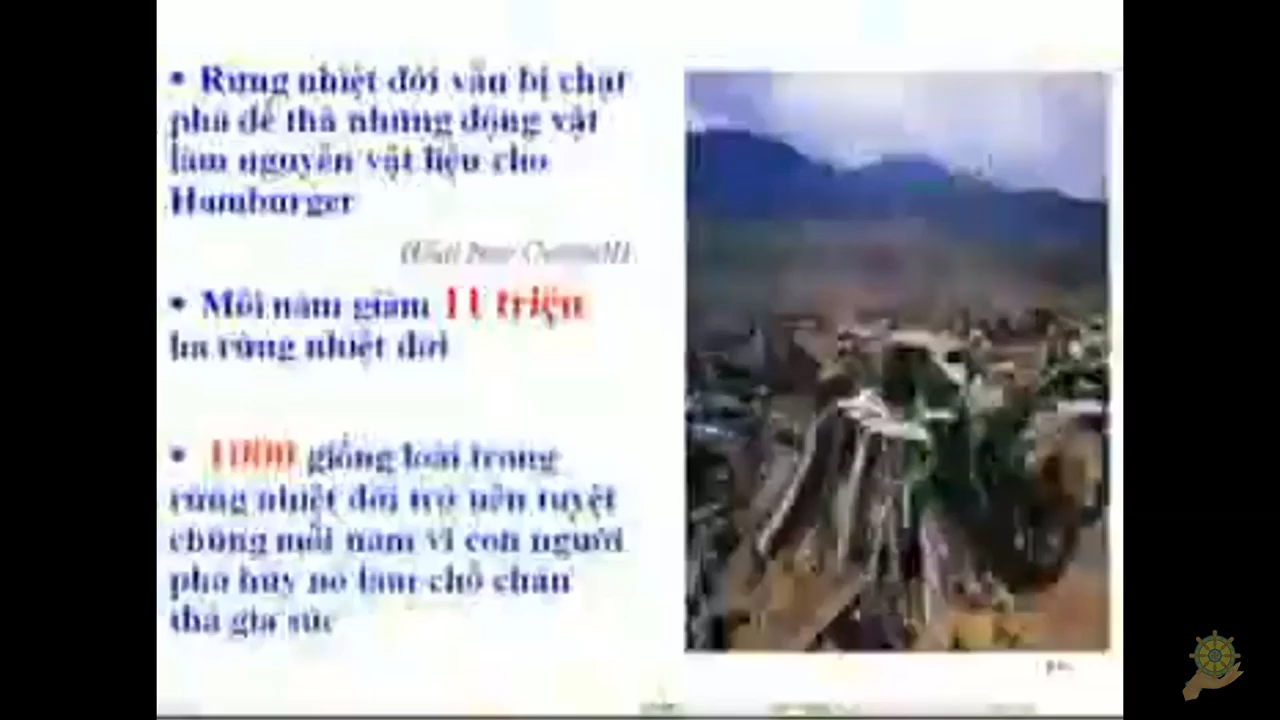 • Rừng nhiệt đới vẫn bị chặt
phá để thả những động vật
làm nguyên vật liệu cho
Hamburger
• Mỗi năm giảm 11 triệu
ha rừng nhiệt đới
• 1000 giống loài trong
rừng nhiệt đới trở nên tuyệt
chủng mỗi năm vì con người
phá hủy nó làm chỗ chăn
thả gia súc